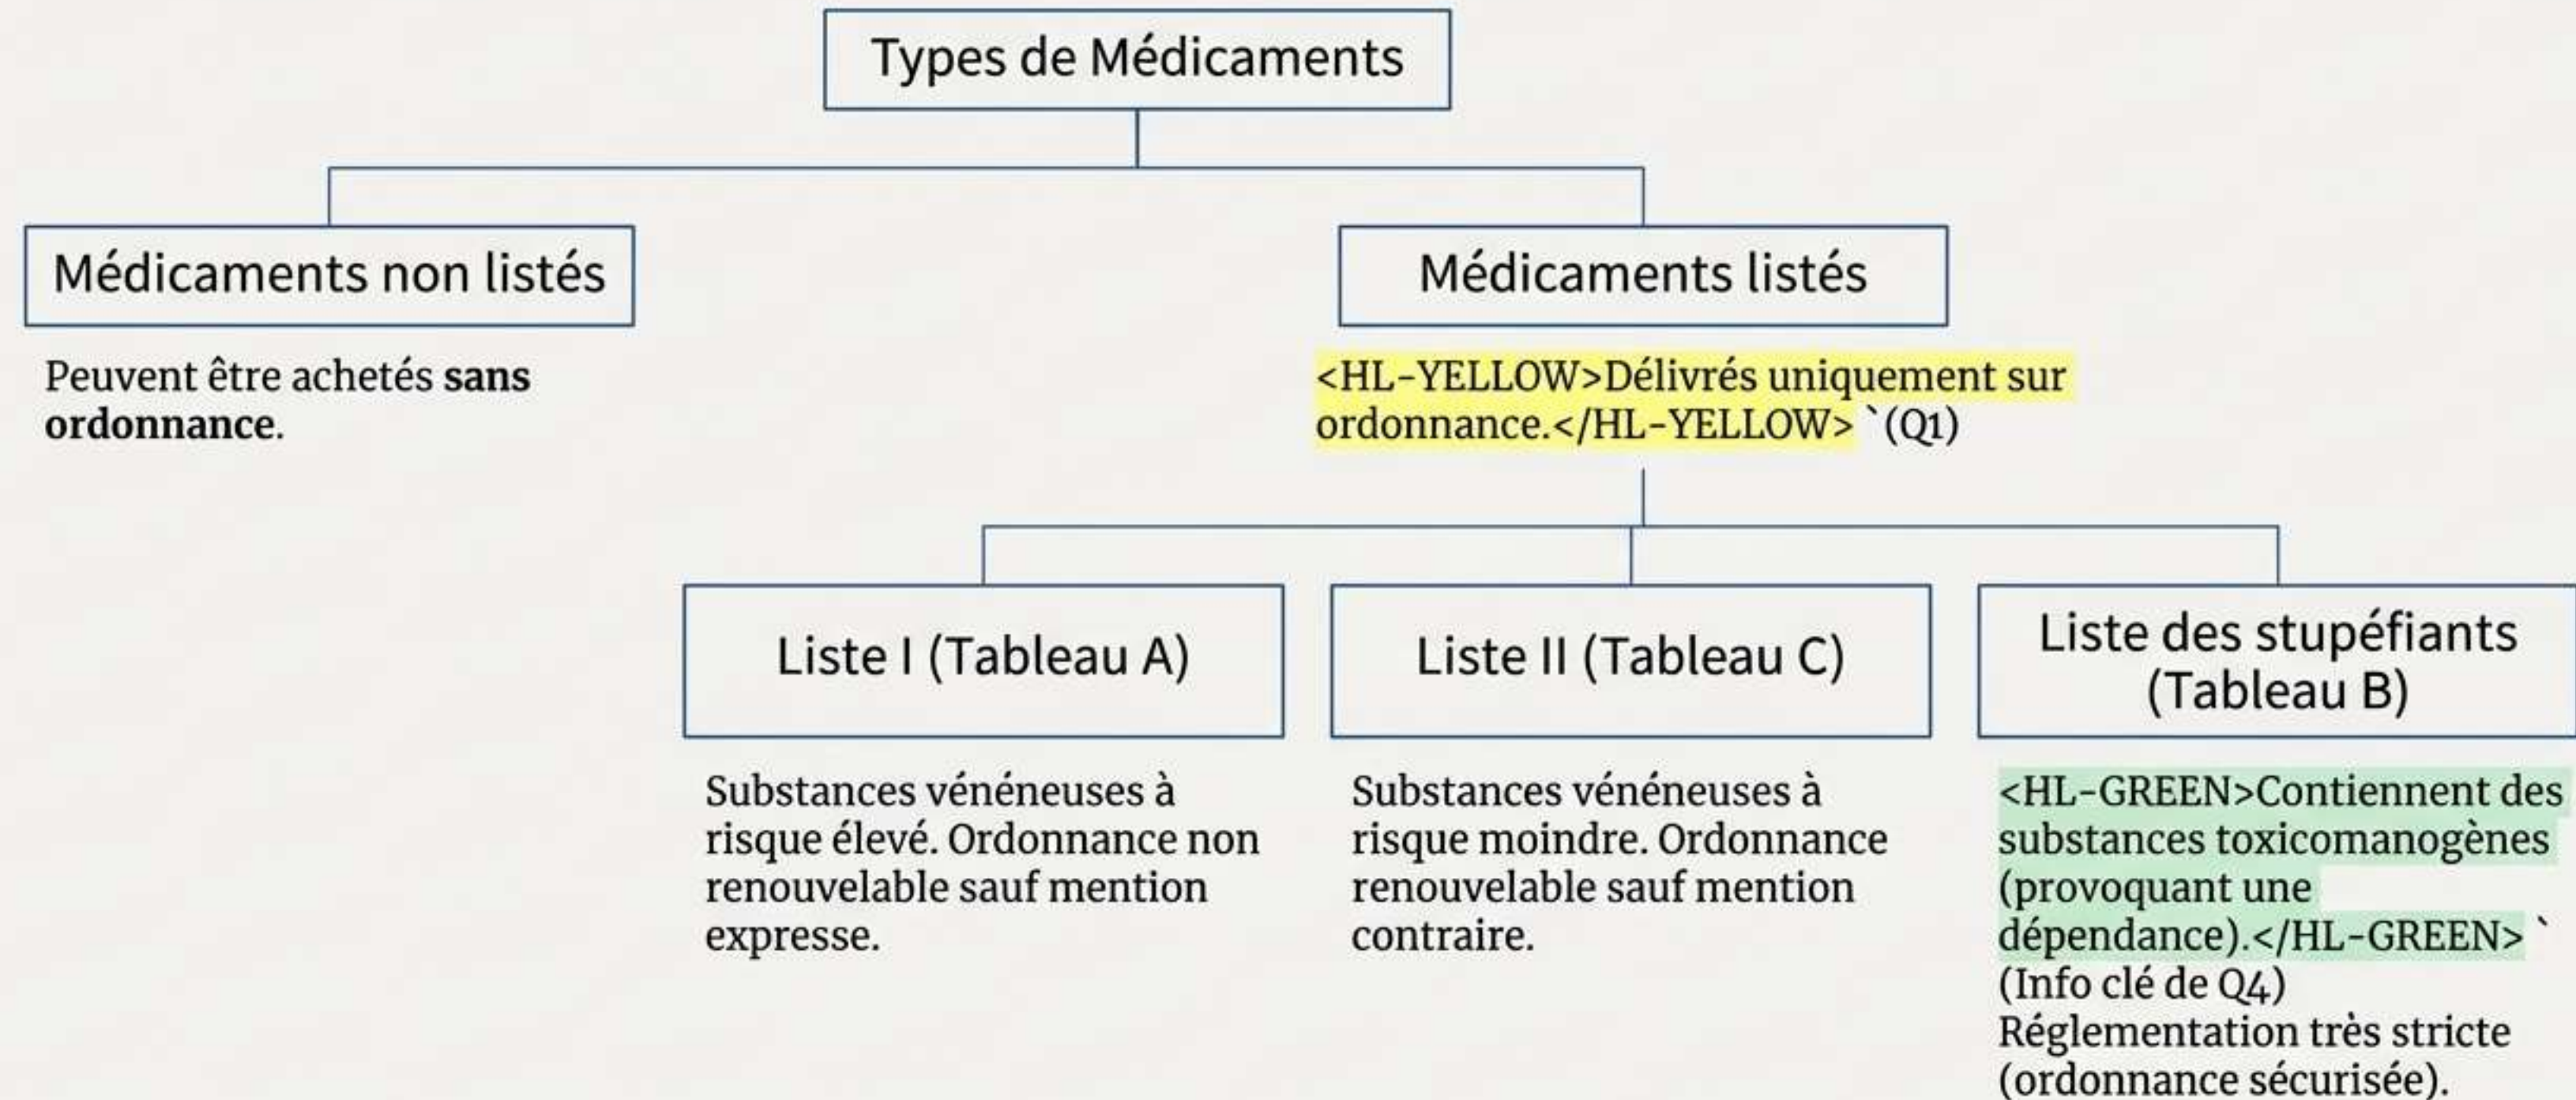 Types de Médicaments
Médicaments non listés
Peuvent être achetés sans
ordonnance.
Médicaments listés
<HL-YELLOW>Délivrés uniquement sur
ordonnance.</HL-YELLOW> `(Q1)
Liste I (Tableau A)
Substances vénéneuses à
risque élevé. Ordonnance non
renouvelable sauf mention
expresse.
Liste II (Tableau C)
Substances vénéneuses à
risque moindre. Ordonnance
renouvelable sauf mention
contraire.
Liste des stupéfiants
(Tableau B)
<HL-GREEN>Contiennent des
substances toxicomanogènes
(provoquant une
dépendance).</HL-GREEN> `
(Info clé de Q4)
Réglementation très stricte
(ordonnance sécurisée).